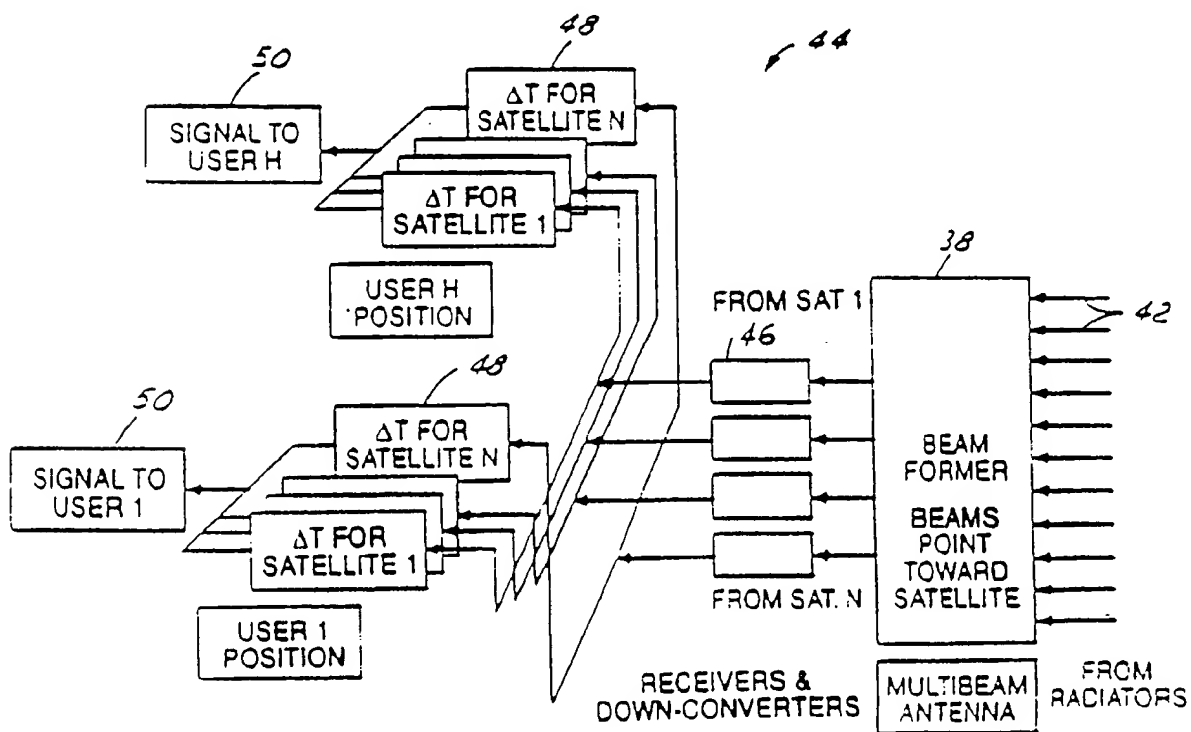 48
44
50
ΔT FOR
SATELLITE N
SIGNAL TO
USER H
ΔT FOR
SATELLITE 1
38
USER H
POSITION
FROM SAT 1
42
46
48
50
ΔT FOR
SATELLITE N
SIGNAL TO
USER 1
ΔT FOR
SATELLITE 1
BEAM
FORMER
BEAMS
POINT
TOWARD
SATELLITE
FROM SAT. N
USER 1
POSITION
RECEIVERS &
DOWN-CONVERTERS
MULTIBEAM
ANTENNA
FROM
RADIATORS